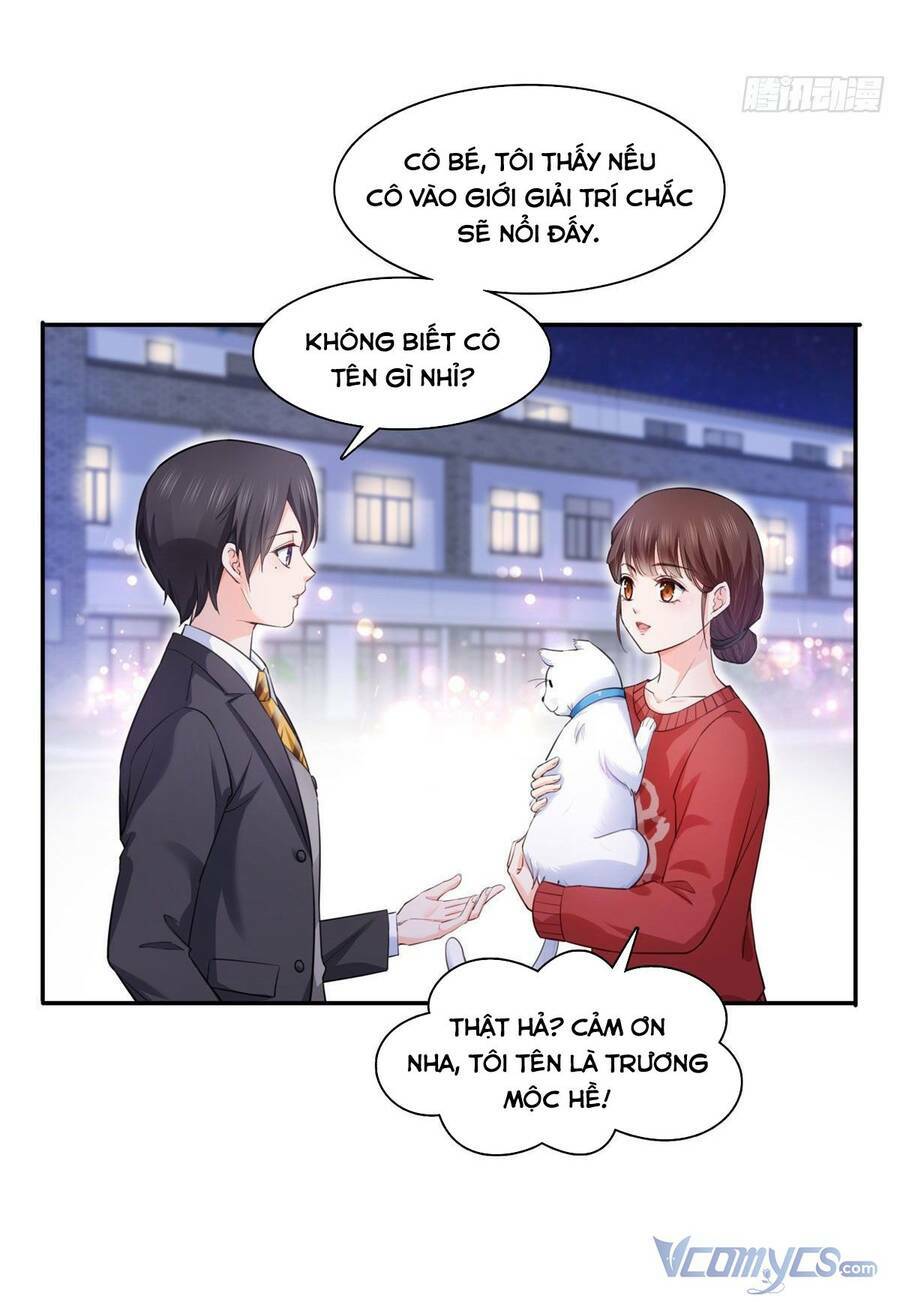 腾讯动漫
CÔ BÉ, TÔI THẤY NẾU
CÔ VÀO GIỚI GIẢI TRÍ CHẮC
SẼ NỔI ĐẤY.
KHÔNG BIẾT CÔ
TÊN GÌ NHỈ?
THẬT HẢ? CẢM ƠN
NHA, TÔI TÊN LÀ TRƯƠNG
MỘC HỀ!
VCOMYCS.com